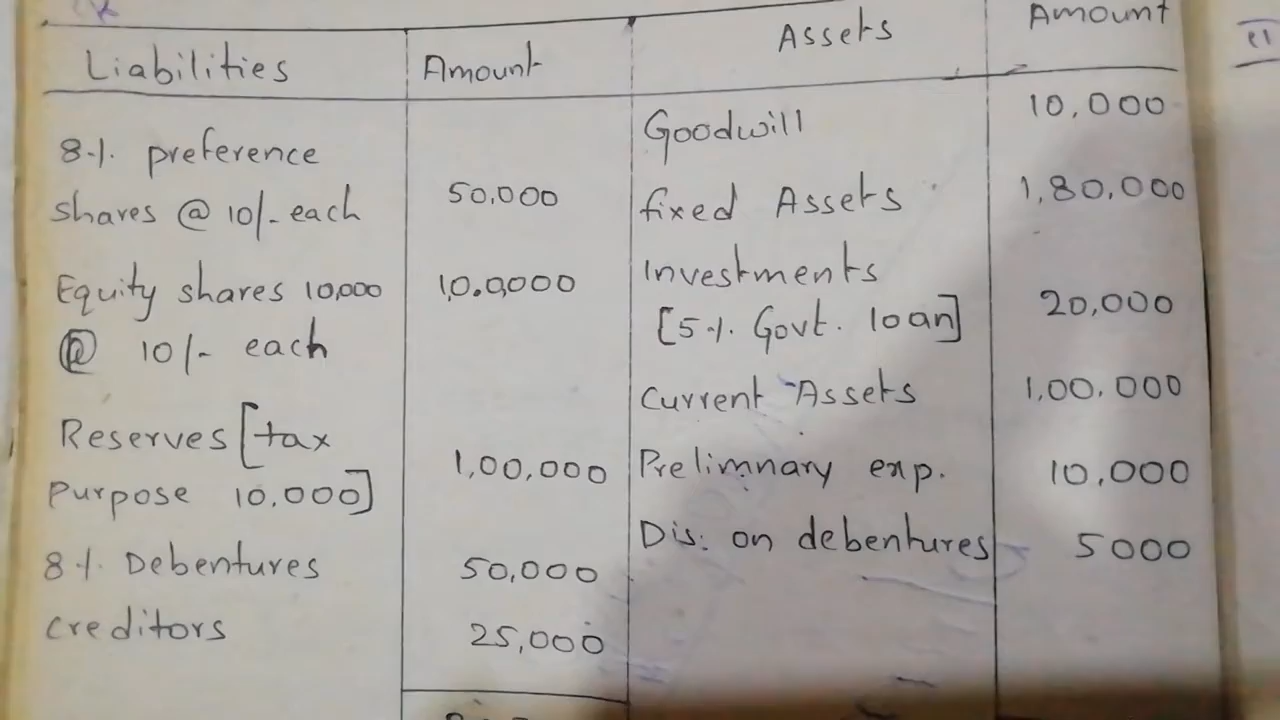 Liabilities Amount Assets Amount
8%. preference
shares @ 10/- each 50,000
Equity shares 10,000 10,0,000
@ 10/- each
Reserves [tax
Purpose 10,000] 1,00,000
8%. Debentures 50,000
creditors 25,000
Goodwill 10,000
fixed Assets 1,80,000
Investments
[5%. Govt. loan] 20,000
Current Assets 1,00,000
Prelimnary exp. 10,000
Dis: on debentures 5000